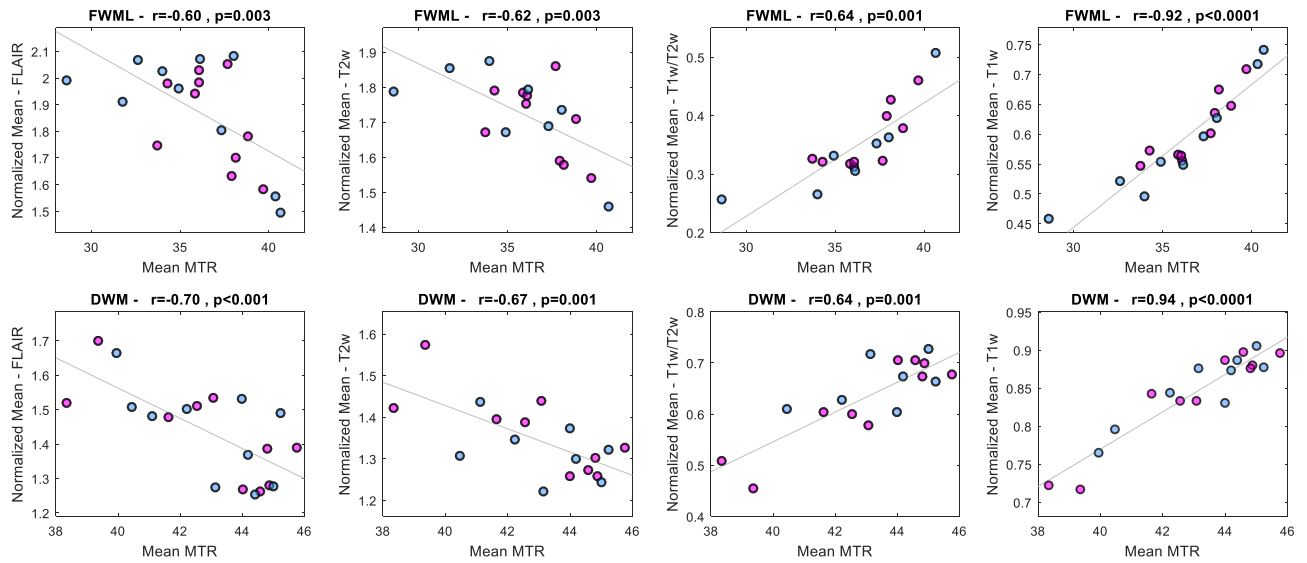 FWML - r=-0.60 , p=0.003
Normalized Mean - FLAIR
2.1
2
1.9
1.8
1.7
1.6
1.5
30 35 40
Mean MTR
FWML - r=-0.62 , p=0.003
Normalized Mean - T2w
1.9
1.8
1.7
1.6
1.5
1.4
30 35 40
Mean MTR
FWML - r=0.64 , p=0.001
Normalized Mean - T1w/T2w
0.5
0.4
0.3
0.2
30 35 40
Mean MTR
FWML - r=-0.92 , p<0.0001
Normalized Mean - T1w
0.75
0.7
0.65
0.6
0.55
0.5
0.45
30 35 40
Mean MTR
DWM - r=-0.70 , p<0.001
Normalized Mean - FLAIR
1.7
1.6
1.5
1.4
1.3
1.2
38 40 42 44 46
Mean MTR
DWM - r=-0.67 , p=0.001
Normalized Mean - T2w
1.6
1.5
1.4
1.3
1.2
38 40 42 44 46
Mean MTR
DWM - r=0.64 , p=0.001
Normalized Mean - T1w/T2w
0.8
0.7
0.6
0.5
0.4
38 40 42 44 46
Mean MTR
DWM - r=0.94 , p<0.0001
Normalized Mean - T1w
0.95
0.9
0.85
0.8
0.75
0.7
38 40 42 44 46
Mean MTR